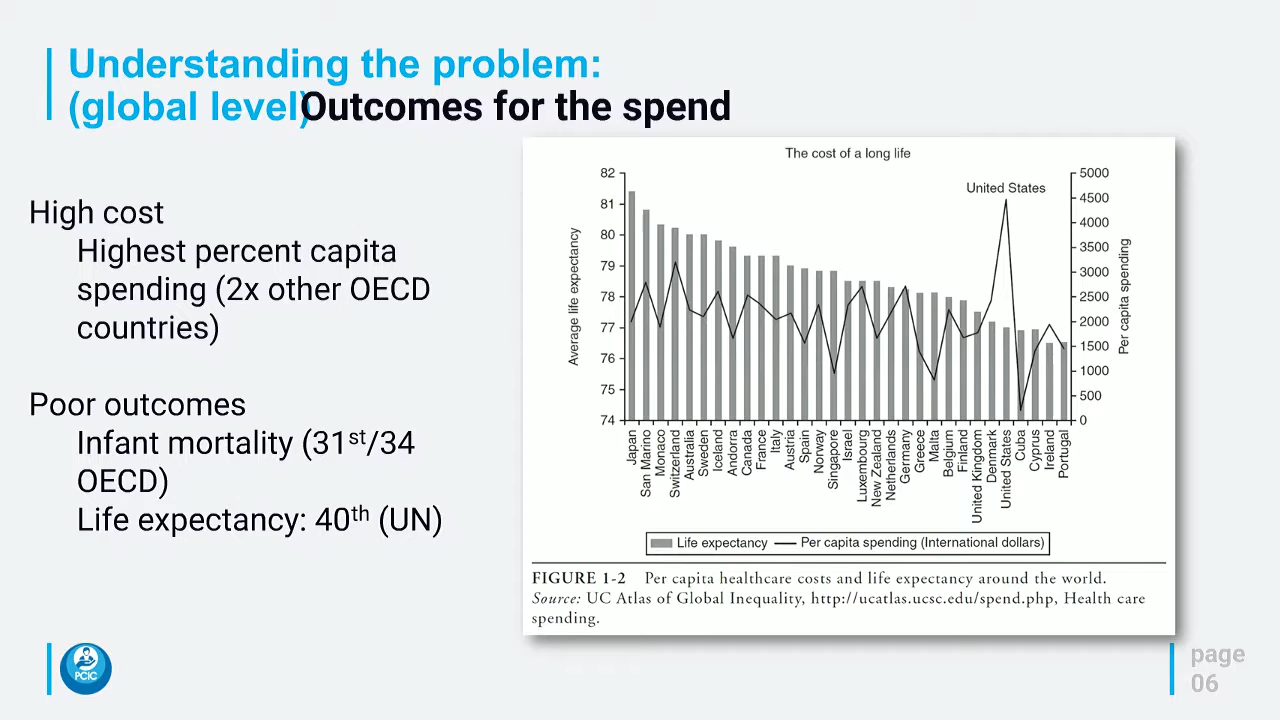 Understanding the problem:
(global level)Outcomes for the spend
High cost
Highest percent capita
spending (2x other OECD
countries)
Poor outcomes
Infant mortality (31st/34
OECD)
Life expectancy: 40th (UN)
The cost of a long life
82
81
80
79
78
77
76
75
74
Average life expectancy
United States
5000
4500
4000
3500
3000
2500
2000
1500
1000
500
0
Per capita spending
Japan
San Marino
Monaco
Switzerland
Australia
Sweden
Iceland
Andorra
Canada
France
Italy
Austria
Spain
Norway
Singapore
Israel
Luxembourg
New Zealand
Netherlands
Germany
Greece
Malta
Belgium
Finland
United Kingdom
Denmark
United States
Cuba
Cyprus
Ireland
Portugal
Life expectancy Per capita spending (International dollars)
FIGURE 1-2 Per capita healthcare costs and life expectancy around the world.
Source: UC Atlas of Global Inequality, http://ucatlas.ucsc.edu/spend.php, Health care
spending.
PCIC
page
06